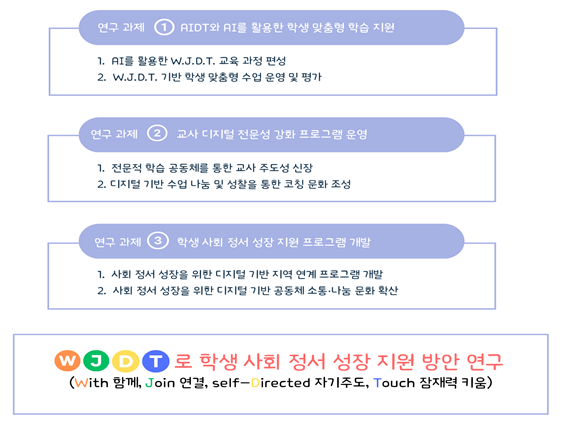 연구 과제 ① AIDT와 AI를 활용한 학생 맞춤형 학습 지원
1. AI를 활용한 W.J.D.T. 교육 과정 편성
2. W.J.D.T. 기반 학생 맞춤형 수업 운영 및 평가
연구 과제 ② 교사 디지털 전문성 강화 프로그램 운영
1. 전문적 학습 공동체를 통한 교사 주도성 신장
2. 디지털 기반 수업 나눔 및 성찰을 통한 코칭 문화 조성
연구 과제 ③ 학생 사회 정서 성장 지원 프로그램 개발
1. 사회 정서 성장을 위한 디지털 기반 지역 연계 프로그램 개발
2. 사회 정서 성장을 위한 디지털 기반 공동체 소통·나눔 문화 확산
W J D T 로 학생 사회 정서 성장 지원 방안 연구
(With 함께, Join 연결, self-Directed 자기주도, Touch 잠재력 키움)